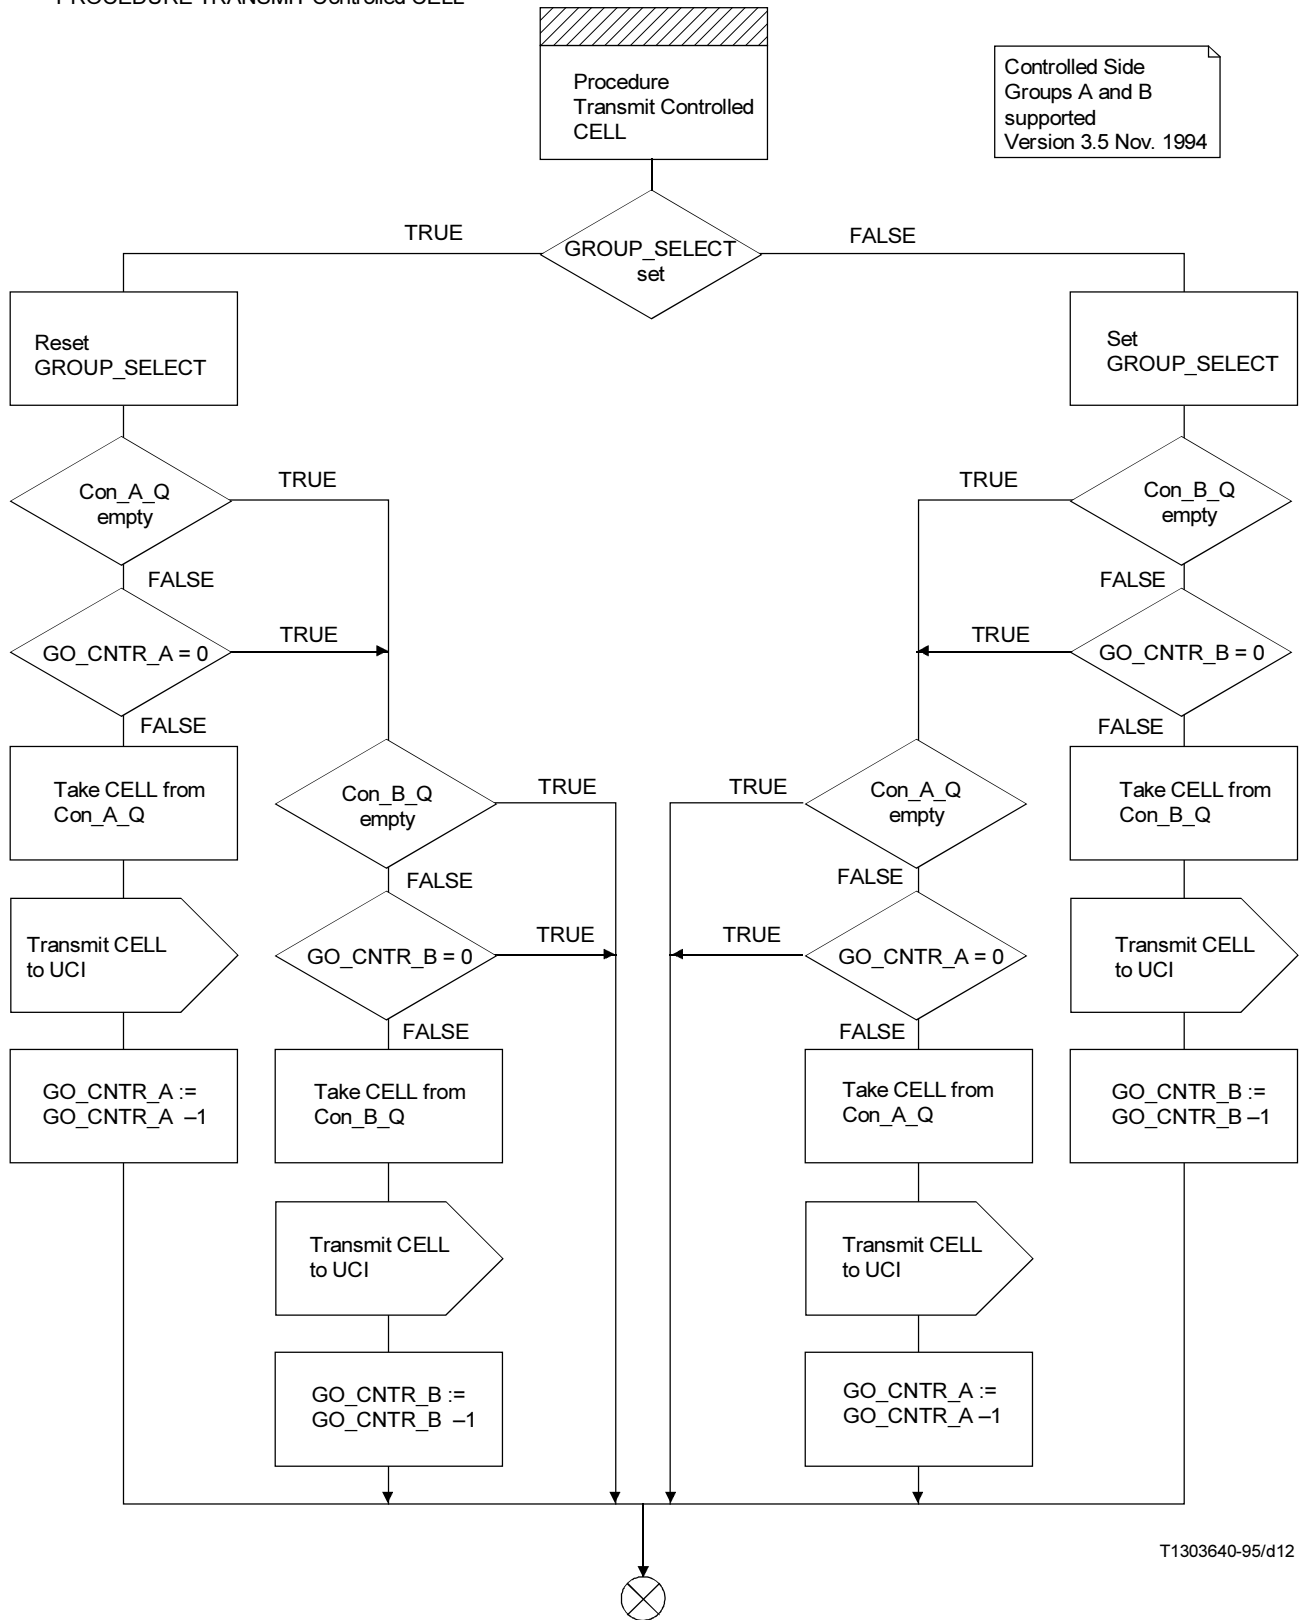 PROCEDURE TRANSMIT Controlled CELL
Procedure
Transmit Controlled
CELL
Controlled Side
Groups A and B
supported
Version 3.5 Nov. 1994
TRUE
GROUP_SELECT
set
FALSE
Reset
GROUP_SELECT
Set
GROUP_SELECT
Con_A_Q
empty
TRUE
TRUE
Con_B_Q
empty
FALSE
FALSE
GO_CNTR_A = 0
TRUE
TRUE
GO_CNTR_B = 0
FALSE
FALSE
Take CELL from
Con_A_Q
Con_B_Q
empty
TRUE
TRUE
Con_A_Q
empty
Take CELL from
Con_B_Q
FALSE
FALSE
Transmit CELL
to UCI
GO_CNTR_B = 0
TRUE
TRUE
GO_CNTR_A = 0
Transmit CELL
to UCI
FALSE
FALSE
GO_CNTR_A :=
GO_CNTR_A –1
Take CELL from
Con_B_Q
Take CELL from
Con_A_Q
GO_CNTR_B :=
GO_CNTR_B –1
Transmit CELL
to UCI
Transmit CELL
to UCI
GO_CNTR_B :=
GO_CNTR_B –1
GO_CNTR_A :=
GO_CNTR_A –1
T1303640-95/d12